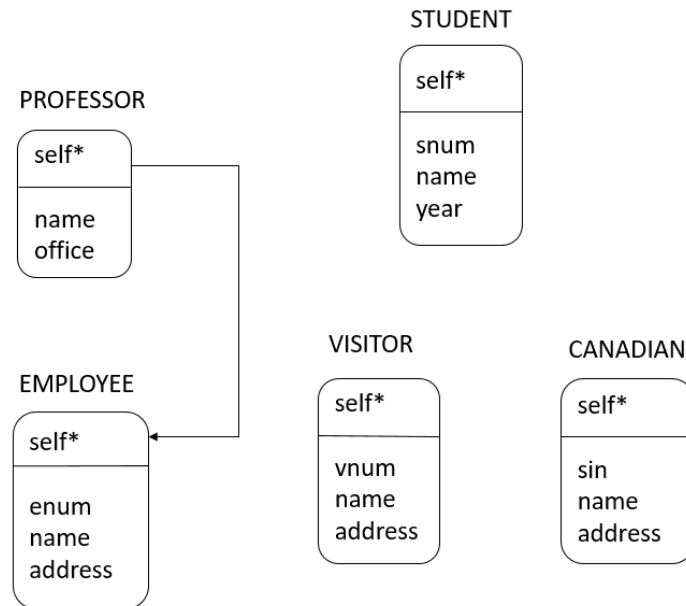 STUDENT
self*
snum
name
year
PROFESSOR
self*
name
office
EMPLOYEE
self*
enum
name
address
VISITOR
self*
vnum
name
address
CANADIAN
self*
sin
name
address